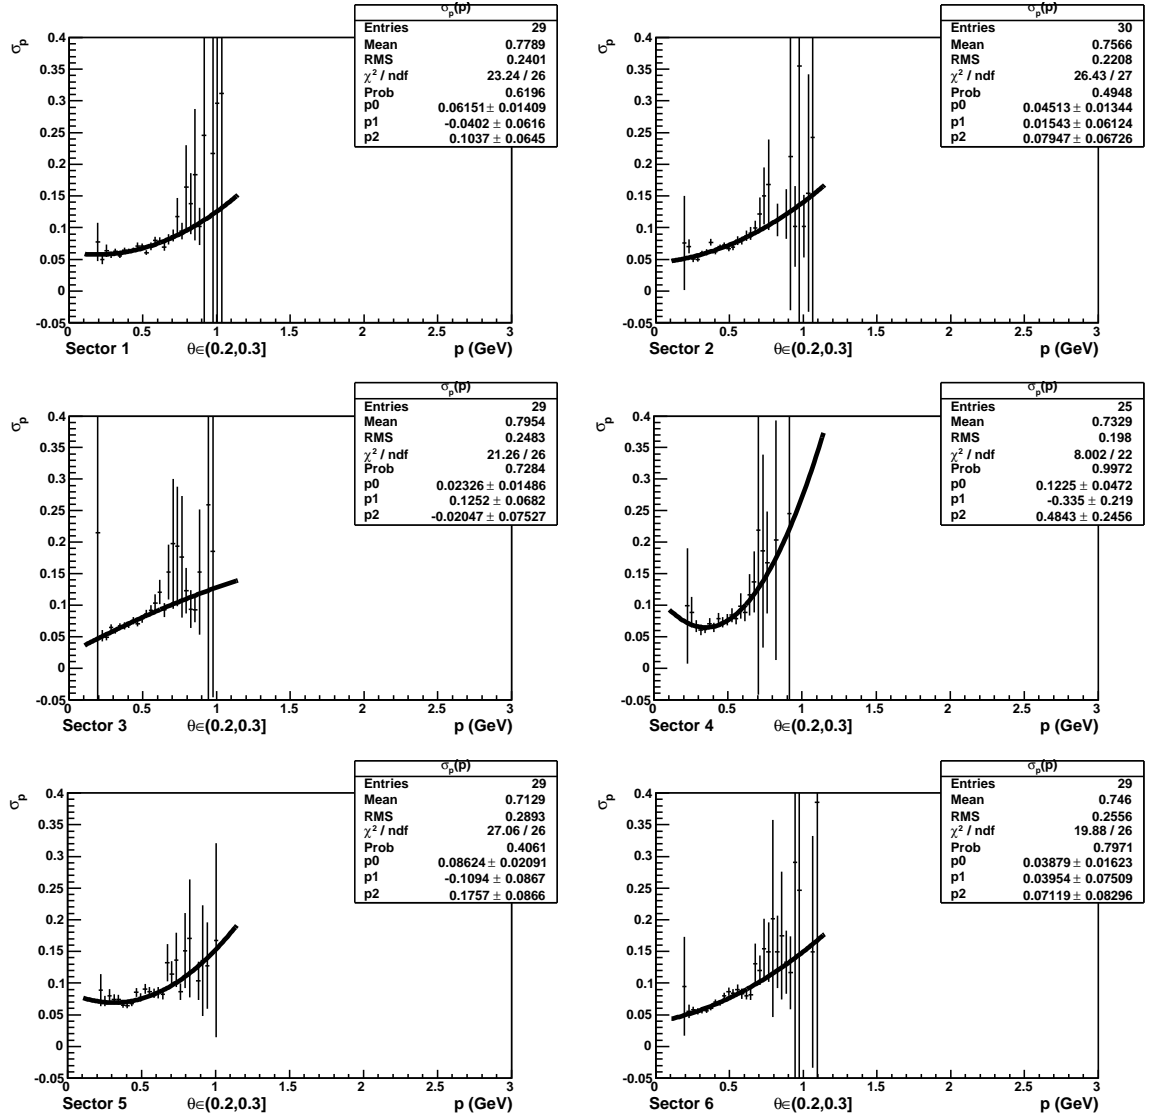 σp(p)
Entries 29
Mean 0.7789
RMS 0.2401
χ² / ndf 23.24 / 26
Prob 0.6196
p0 0.06151 ± 0.01409
p1 -0.0402 ± 0.0616
p2 0.1037 ± 0.0645
σp
0.4
0.35
0.3
0.25
0.2
0.15
0.1
0.05
0
-0.05
0 0.5 1 1.5 2 2.5 3
Sector 1 θ∈(0.2,0.3] p (GeV)
σp(p)
Entries 30
Mean 0.7566
RMS 0.2208
χ² / ndf 26.43 / 27
Prob 0.4948
p0 0.04513 ± 0.01344
p1 0.01543 ± 0.06124
p2 0.07947 ± 0.06726
σp
0.4
0.35
0.3
0.25
0.2
0.15
0.1
0.05
0
-0.05
0 0.5 1 1.5 2 2.5 3
Sector 2 θ∈(0.2,0.3] p (GeV)
σp(p)
Entries 29
Mean 0.7954
RMS 0.2483
χ² / ndf 21.26 / 26
Prob 0.7284
p0 0.02326 ± 0.01486
p1 0.1252 ± 0.0682
p2 -0.02047 ± 0.07527
σp
0.4
0.35
0.3
0.25
0.2
0.15
0.1
0.05
0
-0.05
0 0.5 1 1.5 2 2.5 3
Sector 3 θ∈(0.2,0.3] p (GeV)
σp(p)
Entries 25
Mean 0.7329
RMS 0.198
χ² / ndf 8.002 / 22
Prob 0.9972
p0 0.1225 ± 0.0472
p1 -0.335 ± 0.219
p2 0.4843 ± 0.2456
σp
0.4
0.35
0.3
0.25
0.2
0.15
0.1
0.05
0
-0.05
0 0.5 1 1.5 2 2.5 3
Sector 4 θ∈(0.2,0.3] p (GeV)
σp(p)
Entries 29
Mean 0.7129
RMS 0.2893
χ² / ndf 27.06 / 26
Prob 0.4061
p0 0.08624 ± 0.02091
p1 -0.1094 ± 0.0867
p2 0.1757 ± 0.0866
σp
0.4
0.35
0.3
0.25
0.2
0.15
0.1
0.05
0
-0.05
0 0.5 1 1.5 2 2.5 3
Sector 5 θ∈(0.2,0.3] p (GeV)
σp(p)
Entries 29
Mean 0.746
RMS 0.2556
χ² / ndf 19.88 / 26
Prob 0.7971
p0 0.03879 ± 0.01623
p1 0.03954 ± 0.07509
p2 0.07119 ± 0.08296
σp
0.4
0.35
0.3
0.25
0.2
0.15
0.1
0.05
0
-0.05
0 0.5 1 1.5 2 2.5 3
Sector 6 θ∈(0.2,0.3] p (GeV)